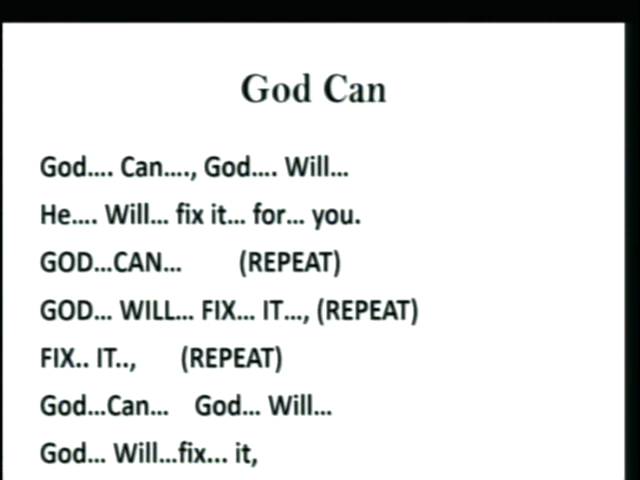 God Can
God.... Can...., God.... Will...
He.... Will... fix it... for... you.
GOD...CAN... (REPEAT)
GOD... WILL... FIX... IT..., (REPEAT)
FIX.. IT.., (REPEAT)
God...Can... God... Will...
God... Will...fix... it,